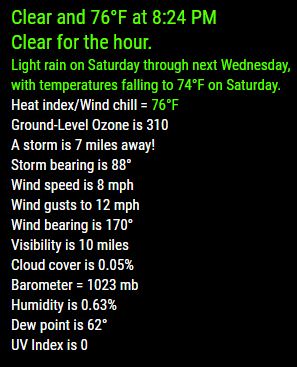 Clear and 76°F at 8:24 PM
Clear for the hour.
Light rain on Saturday through next Wednesday,
with temperatures falling to 74°F on Saturday.
Heat index/Wind chill = 76°F
Ground-Level Ozone is 310
A storm is 7 miles away!
Storm bearing is 88°
Wind speed is 8 mph
Wind gusts to 12 mph
Wind bearing is 170°
Visibility is 10 miles
Cloud cover is 0.05%
Barometer = 1023 mb
Humidity is 0.63%
Dew point is 62°
UV Index is 0